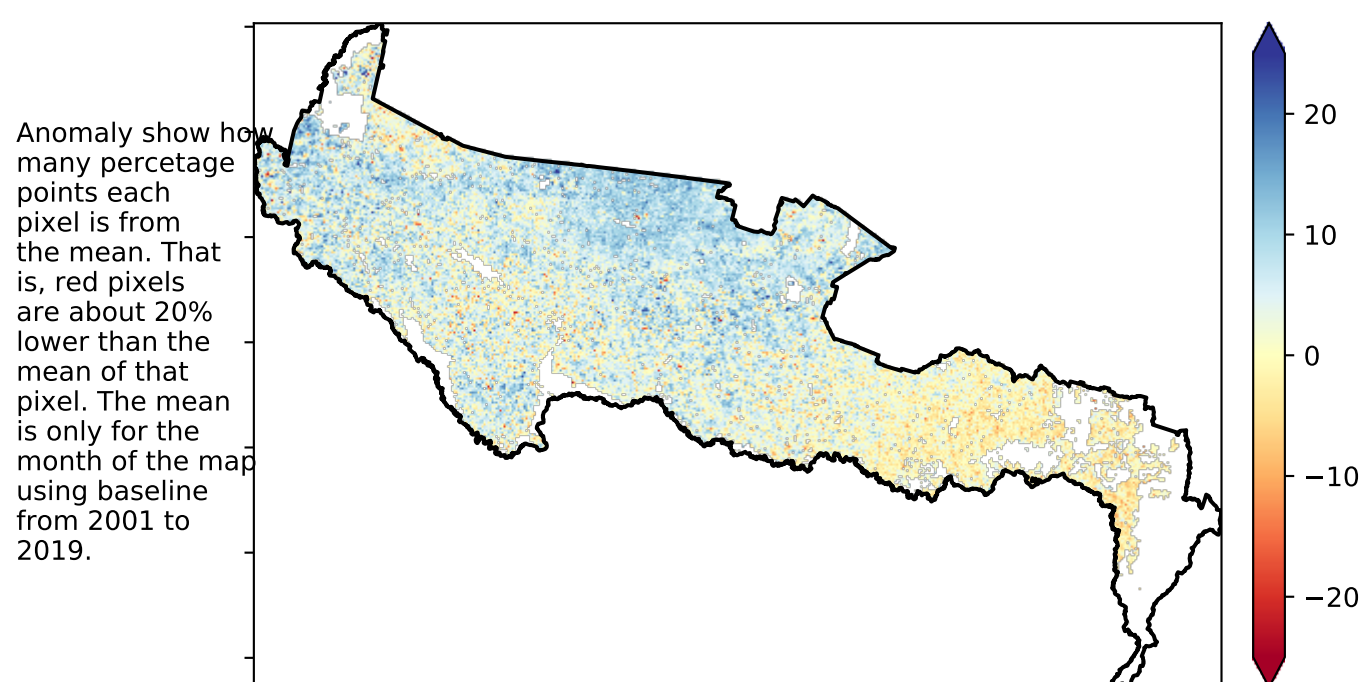 Anomaly show how
many percetage
points each
pixel is from
the mean. That
is, red pixels
are about 20%
lower than the
mean of that
pixel. The mean
is only for the
month of the map
using baseline
from 2001 to
2019.
20
10
0
−10
−20